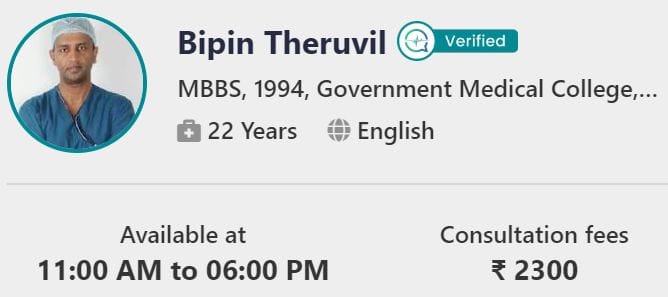 Bipin Theruvil Verified
MBBS, 1994, Government Medical College,...
22 Years English
Available at Consultation fees
11:00 AM to 06:00 PM ₹ 2300